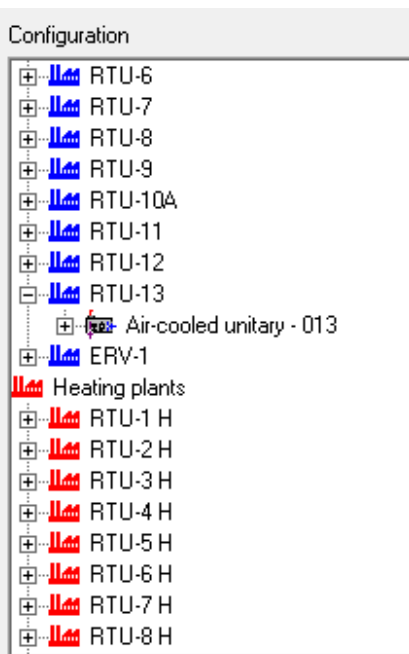 Configuration
RTU-6
RTU-7
RTU-8
RTU-9
RTU-10A
RTU-11
RTU-12
RTU-13
Air-cooled unitary - 013
ERV-1
Heating plants
RTU-1 H
RTU-2 H
RTU-3 H
RTU-4 H
RTU-5 H
RTU-6 H
RTU-7 H
RTU-8 H